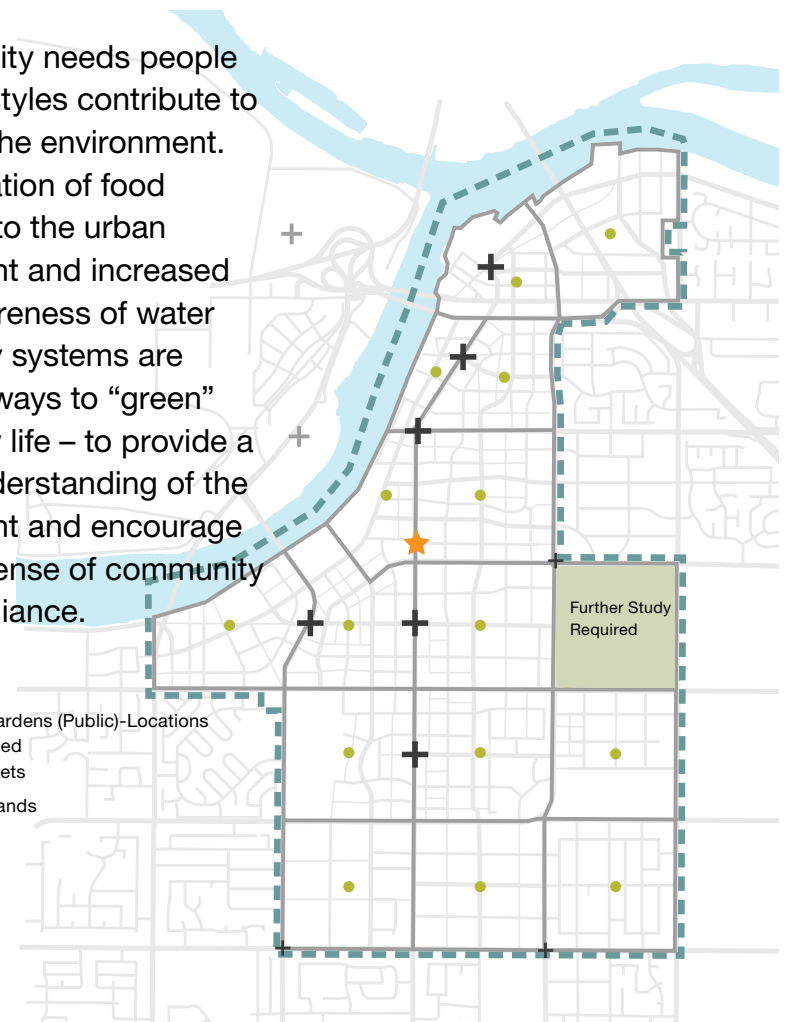 ity needs people
styles contribute to
he environment.
ation of food
to the urban
nt and increased
reness of water
y systems are
ways to “green”
y life – to provide a
derstanding of the
nt and encourage
ense of community
liance.
Further Study
Required
ardens (Public)-Locations
ed
ets
ands